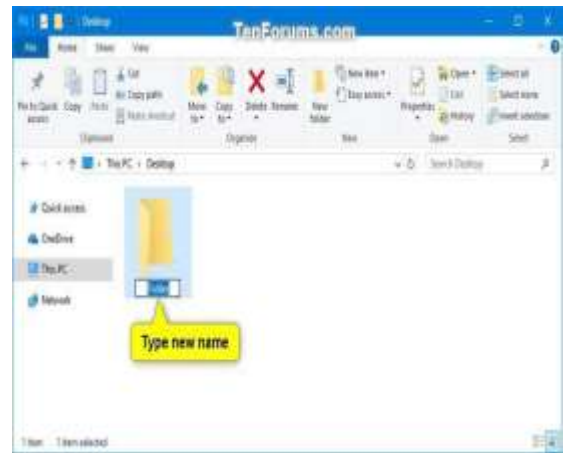 Desktop
TenForums.com
File Home Share View
Pin to Quick access Copy Paste Cut Copy path Paste shortcut Move to Copy to Delete Rename New folder New item Easy access Properties Open Edit History Select all Select none Invert selection
Clipboard Organize New Open Select
This PC › Desktop Search Desktop
Quick access
OneDrive
This PC
Network
Type new name
1 item 1 item selected